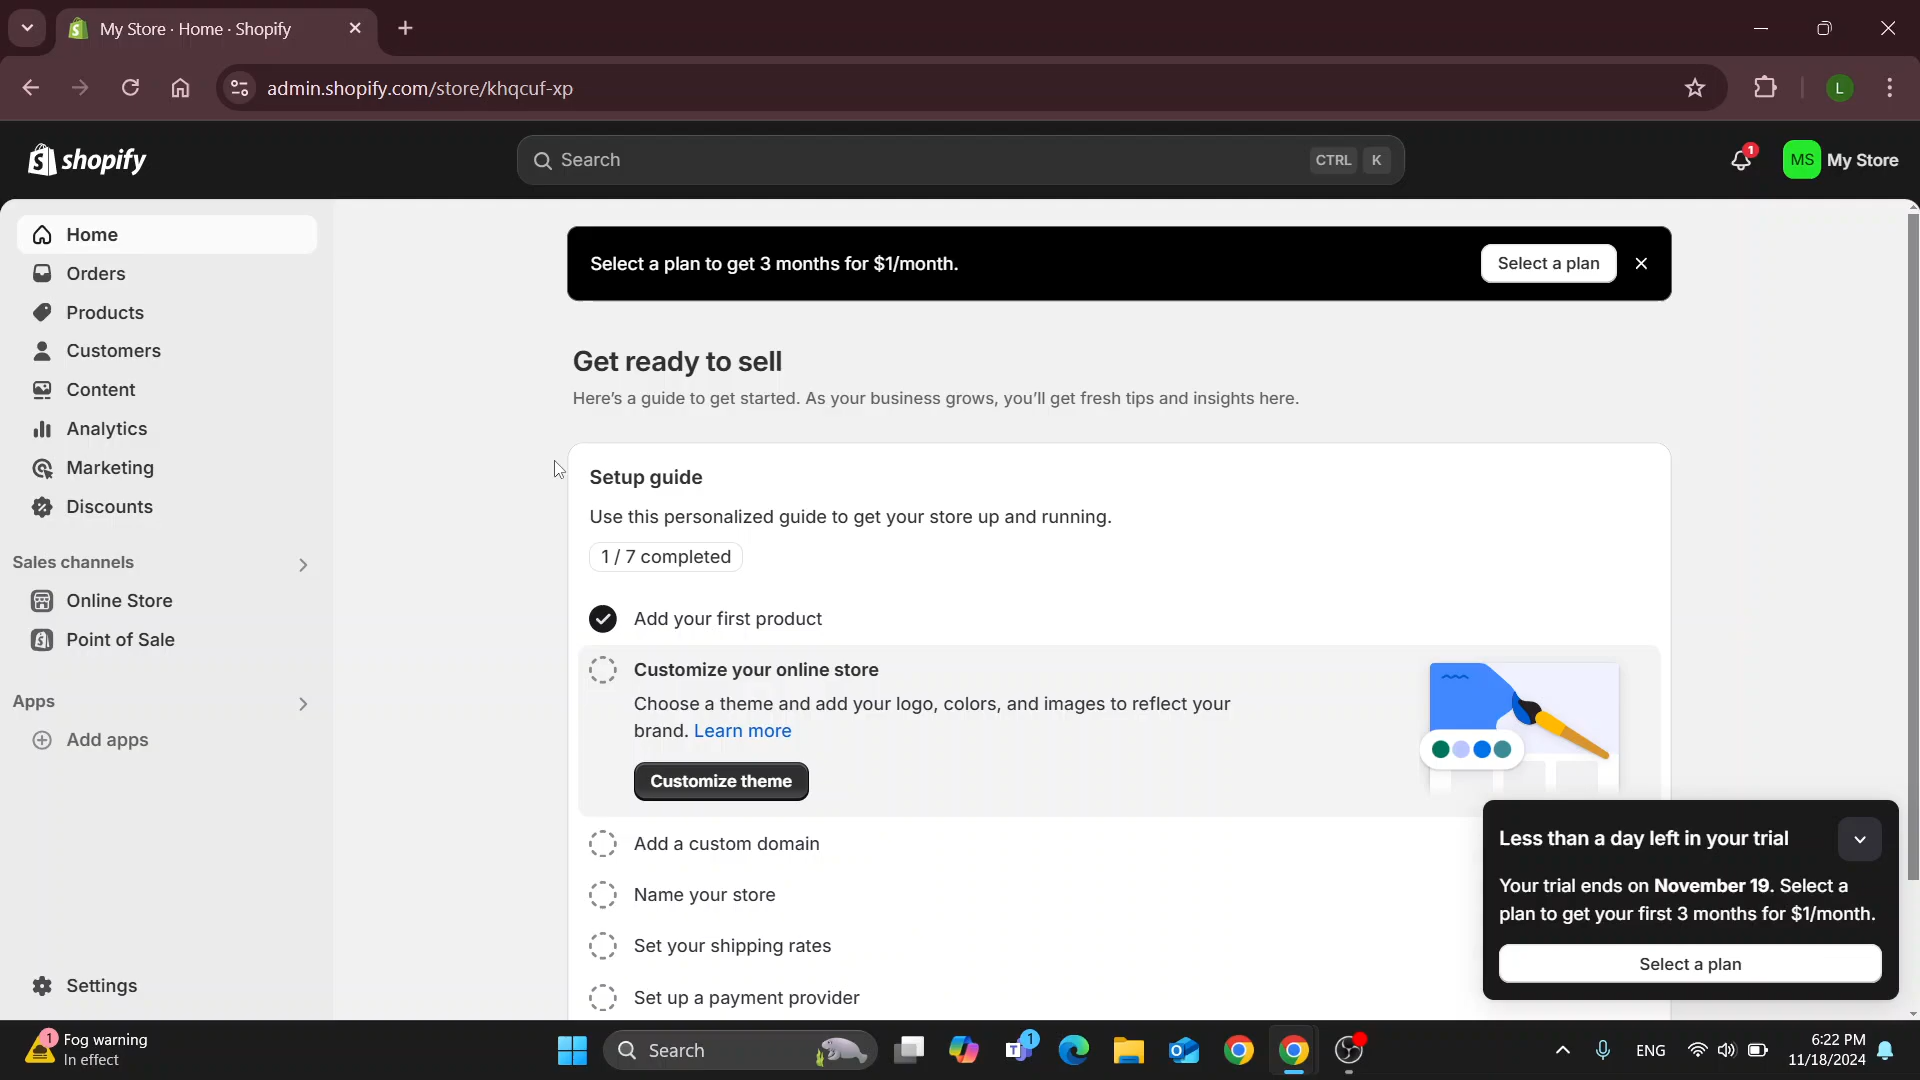 My Store · Home · Shopify
admin.shopify.com/store/khqcuf-xp
L
shopify
Search
CTRL K
1
MS My Store
Home
Orders
Products
Customers
Content
Analytics
Marketing
Discounts
Sales channels
Online Store
Point of Sale
Apps
Add apps
Settings
Select a plan to get 3 months for $1/month.
Select a plan
Get ready to sell
Here's a guide to get started. As your business grows, you'll get fresh tips and insights here.
Setup guide
Use this personalized guide to get your store up and running.
1 / 7 completed
Add your first product
Customize your online store
Choose a theme and add your logo, colors, and images to reflect your
brand. Learn more
Customize theme
Add a custom domain
Name your store
Set your shipping rates
Set up a payment provider
Less than a day left in your trial
Your trial ends on November 19. Select a
plan to get your first 3 months for $1/month.
Select a plan
1
Fog warning
In effect
Search
1
ENG
6:22 PM
11/18/2024